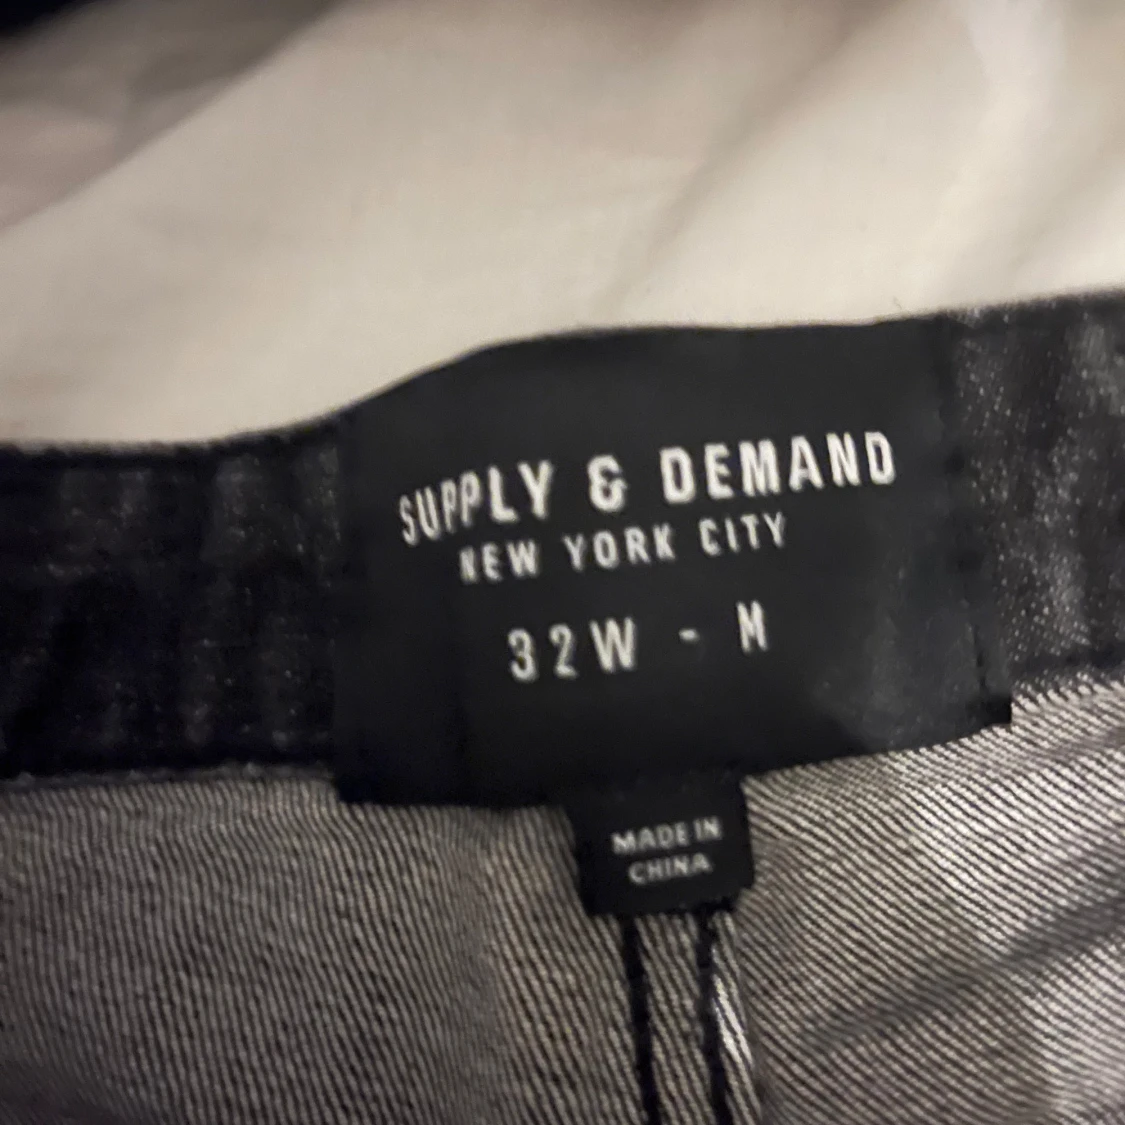 SUPPLY & DEMAND
NEW YORK CITY
32W - M
MADE IN
CHINA